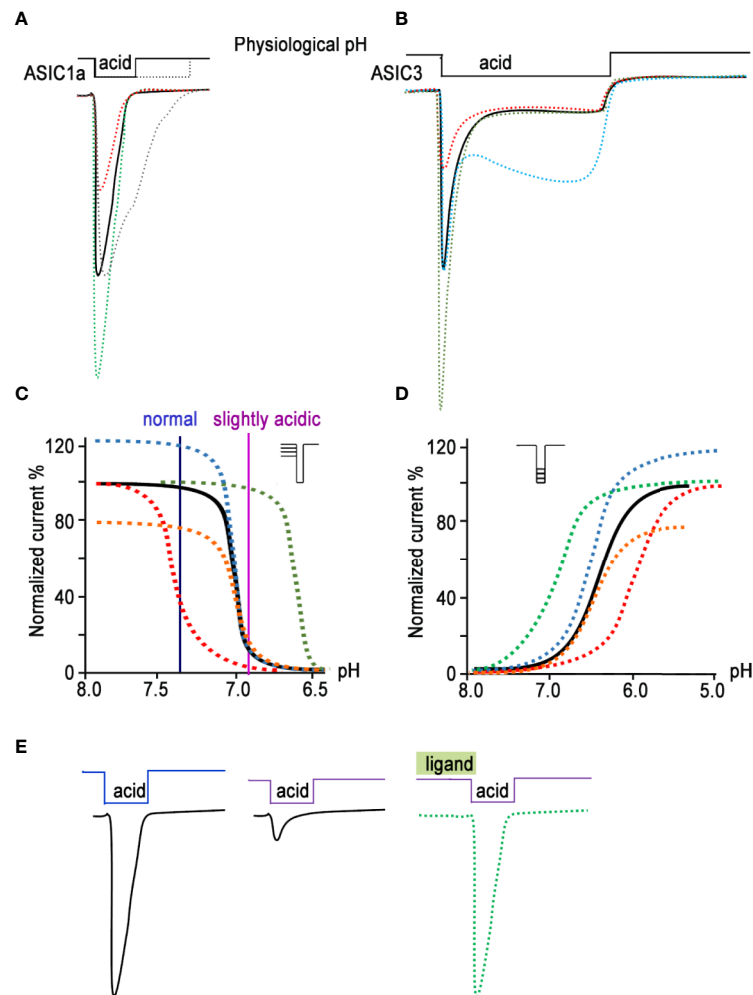 A
B
acid
Physiological pH
acid
ASIC1a
ASIC3
C
normal
slightly acidic
D
Normalized current %
120
80
40
0
8.0
7.5
7.0
6.5
pH
Normalized current %
120
80
40
0
8.0
7.0
6.0
5.0
pH
E
ligand
acid
acid
acid